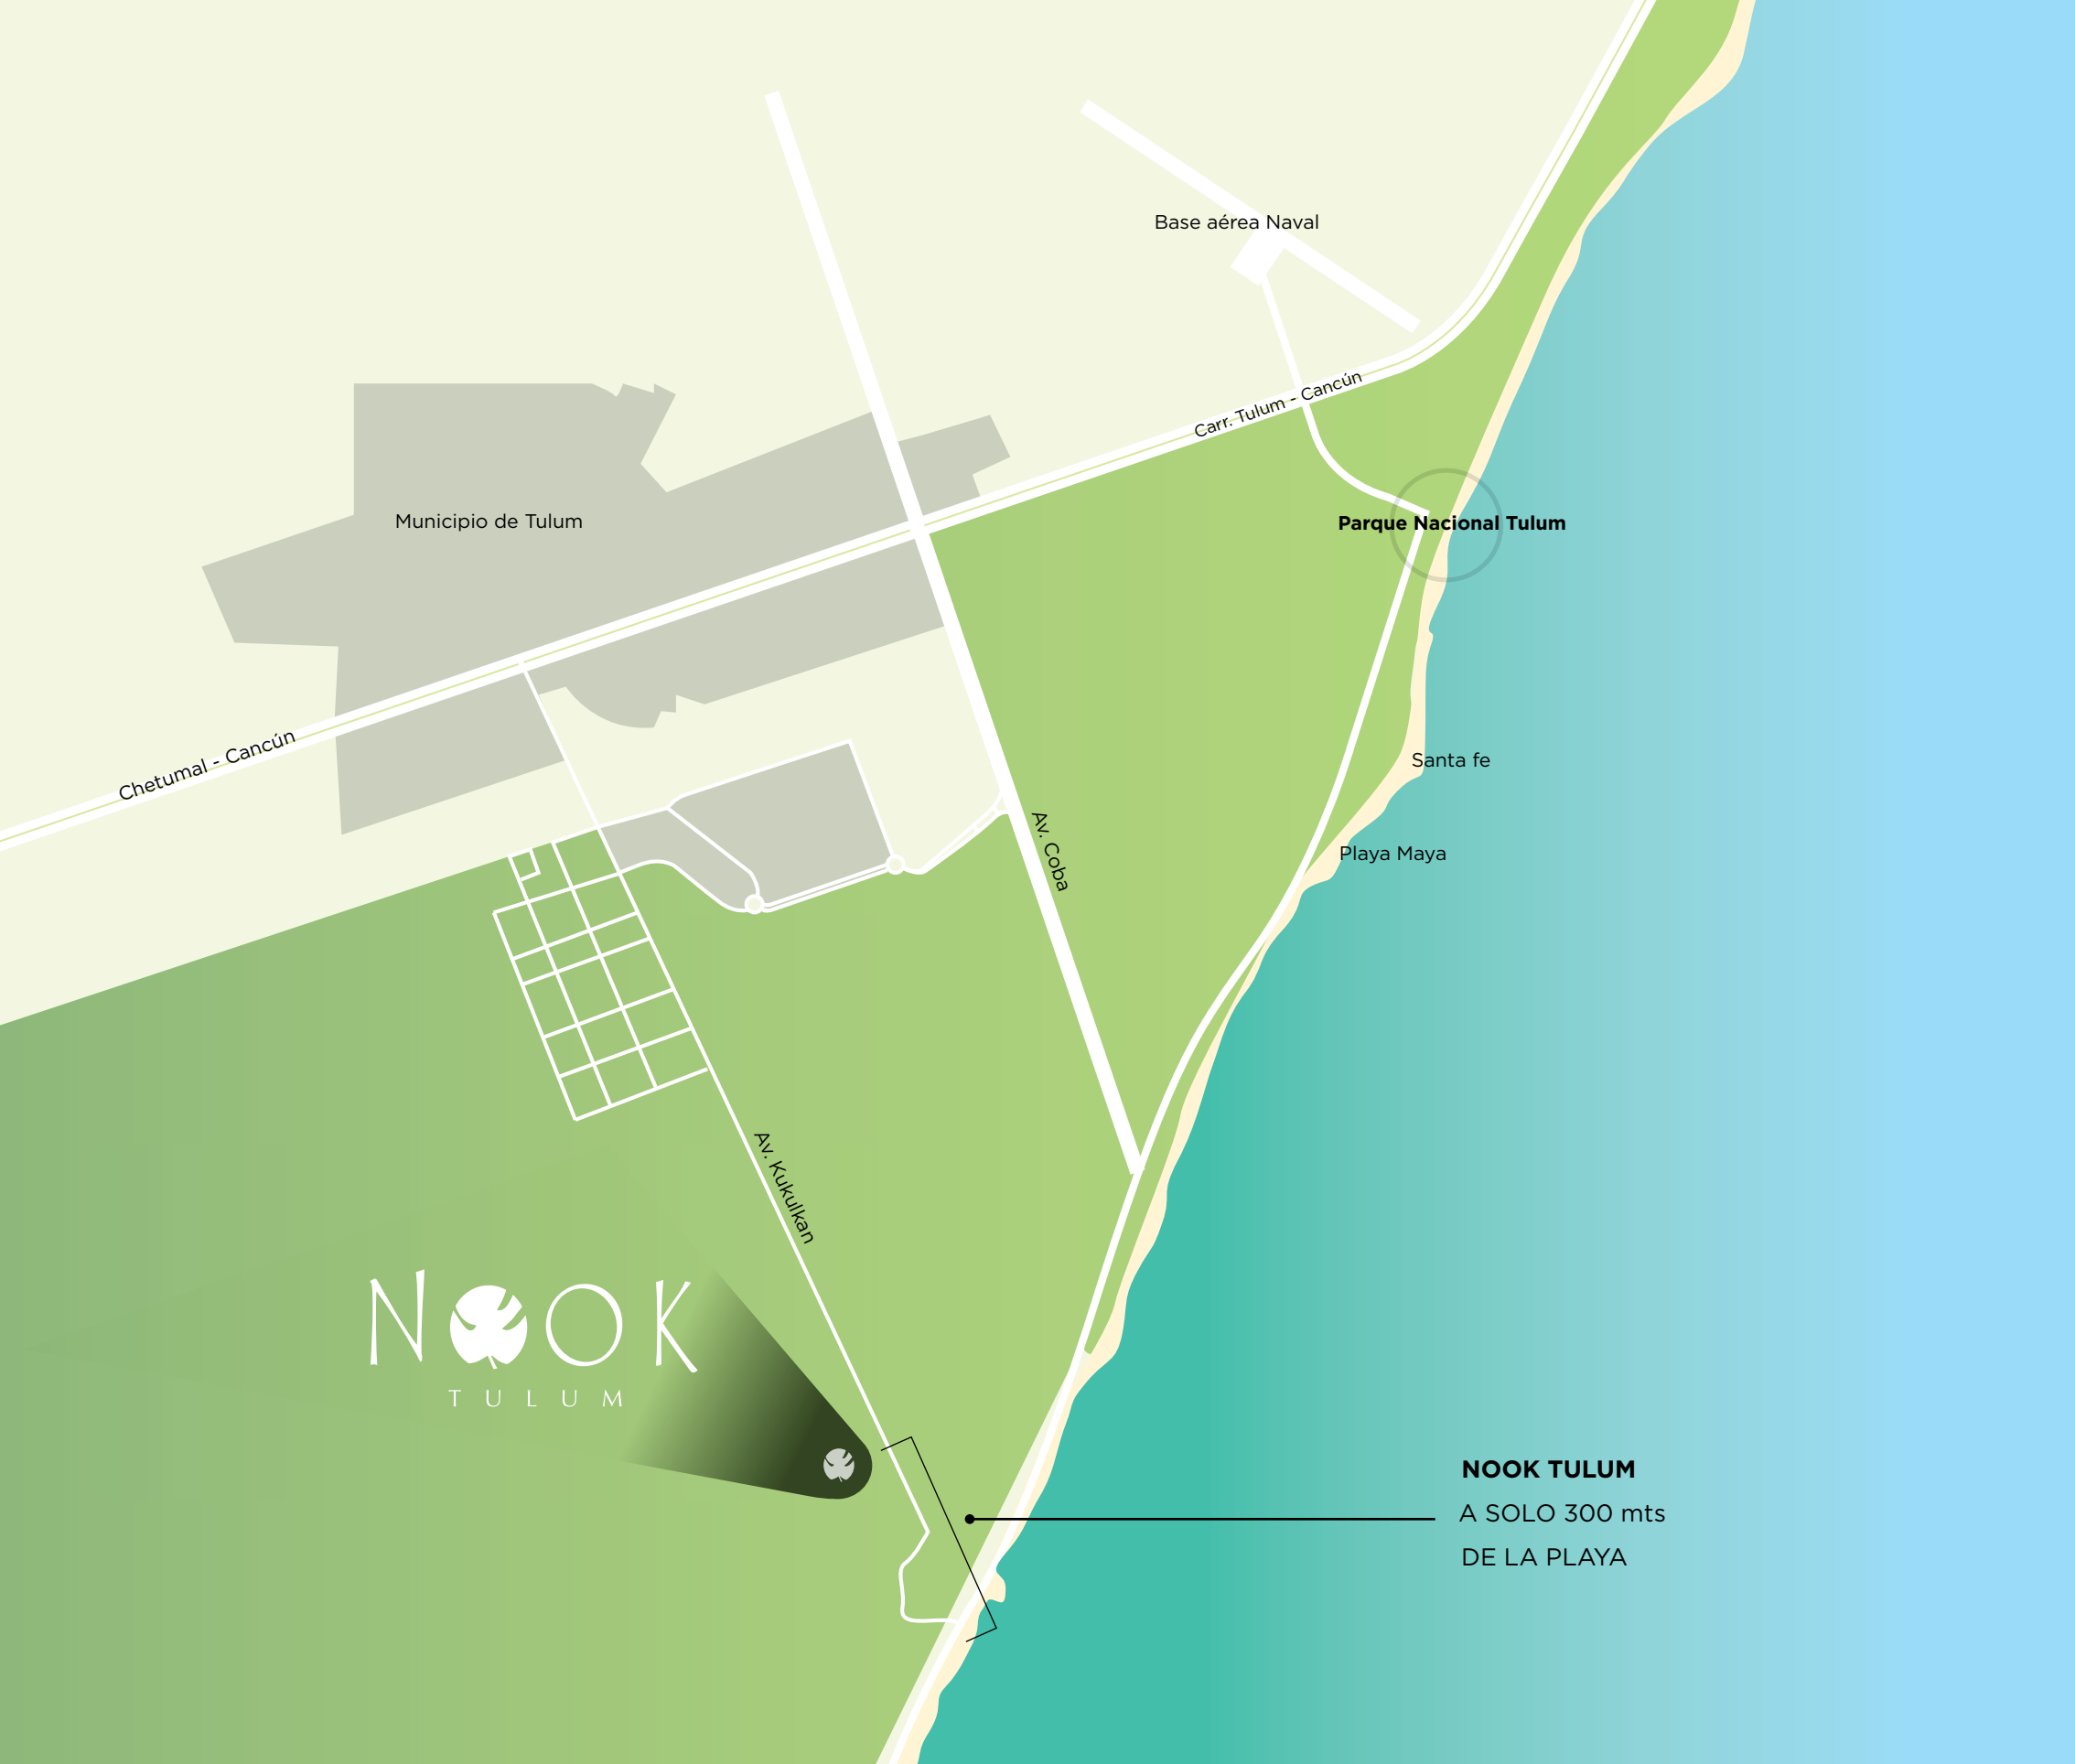 Base aérea Naval
Carr. Tulum - Cancún
Municipio de Tulum
Parque Nacional Tulum
Chetumal - Cancún
Santa fe
Av. Coba
Playa Maya
Av. Kukulkan
NOOK
TULUM
NOOK TULUM
A SOLO 300 mts
DE LA PLAYA